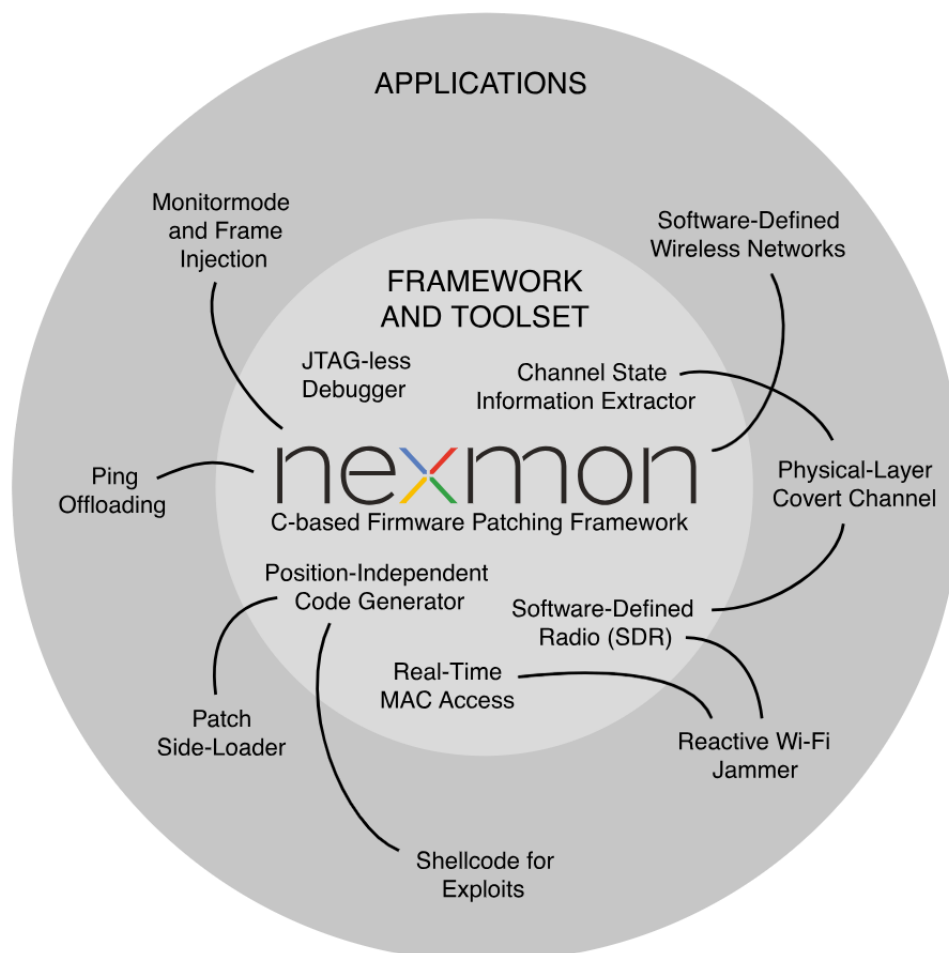 APPLICATIONS
Monitormode
and Frame
Injection
Software-Defined
Wireless Networks
FRAMEWORK
AND TOOLSET
JTAG-less
Debugger
Channel State
Information Extractor
Ping
Offloading
nexmon
C-based Firmware Patching Framework
Physical-Layer
Covert Channel
Position-Independent
Code Generator
Software-Defined
Radio (SDR)
Real-Time
MAC Access
Patch
Side-Loader
Reactive Wi-Fi
Jammer
Shellcode for
Exploits